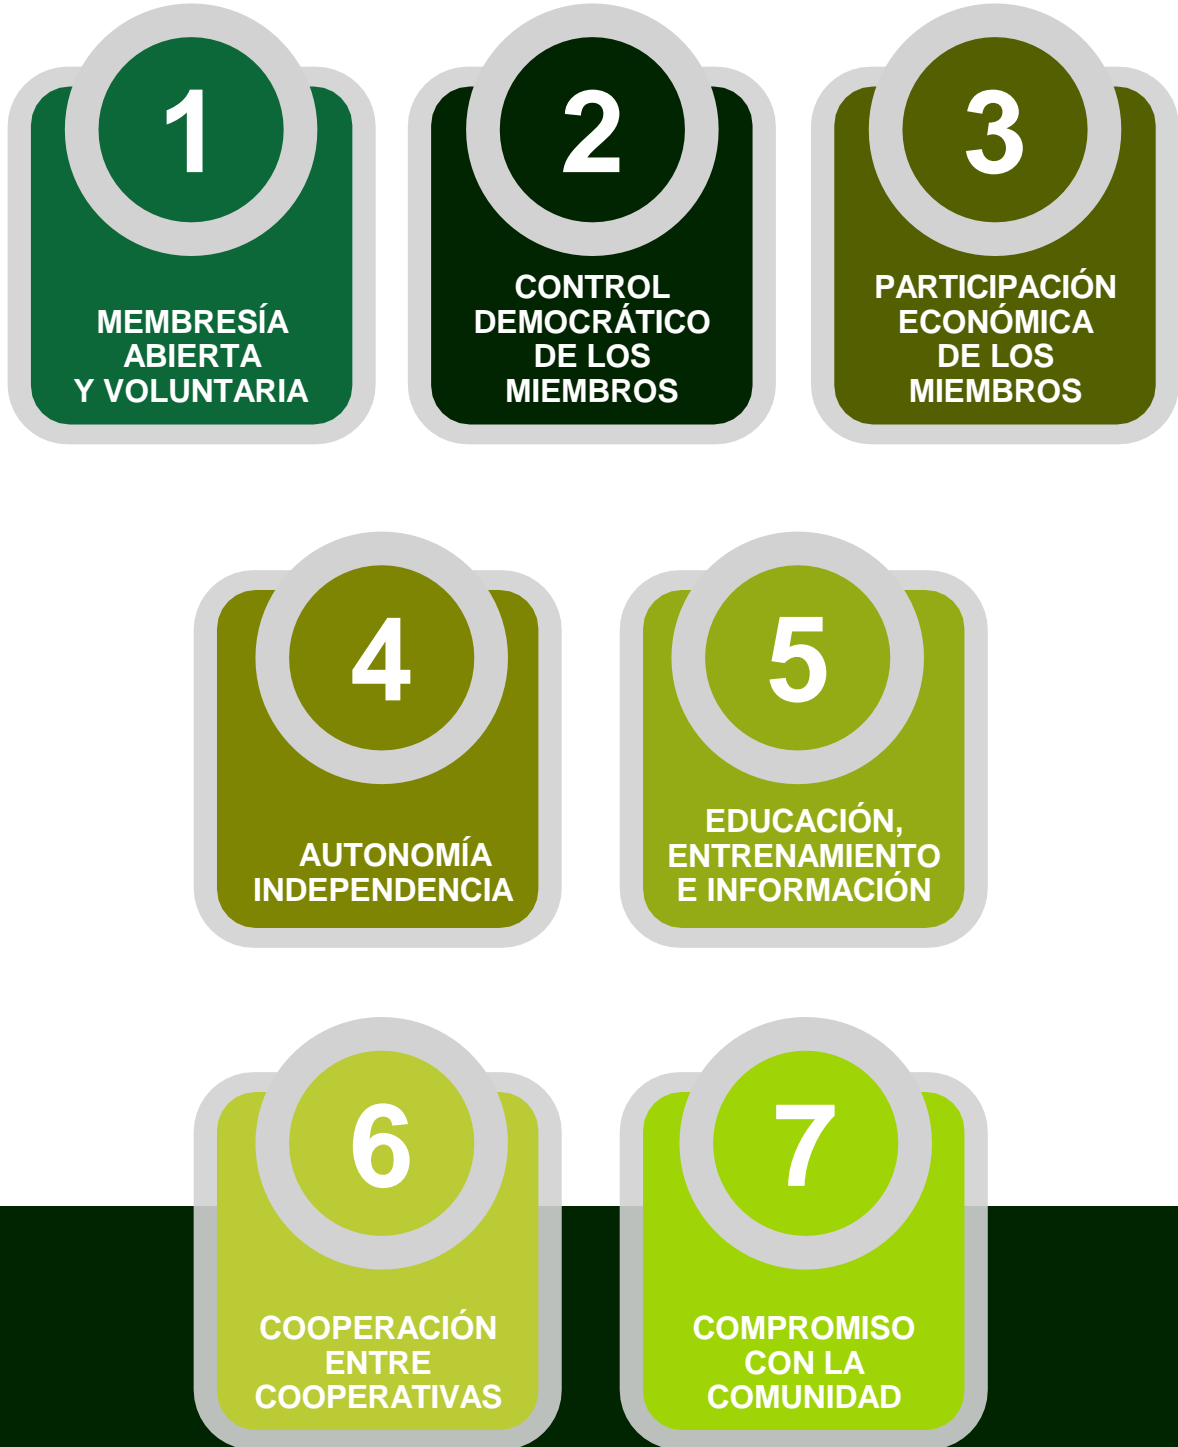 1
MEMBRESÍA
ABIERTA
Y VOLUNTARIA
2
CONTROL
DEMOCRÁTICO
DE LOS
MIEMBROS
3
PARTICIPACIÓN
ECONÓMICA
DE LOS
MIEMBROS
4
AUTONOMÍA
INDEPENDENCIA
5
EDUCACIÓN,
ENTRENAMIENTO
E INFORMACIÓN
6
COOPERACIÓN
ENTRE
COOPERATIVAS
7
COMPROMISO
CON LA
COMUNIDAD